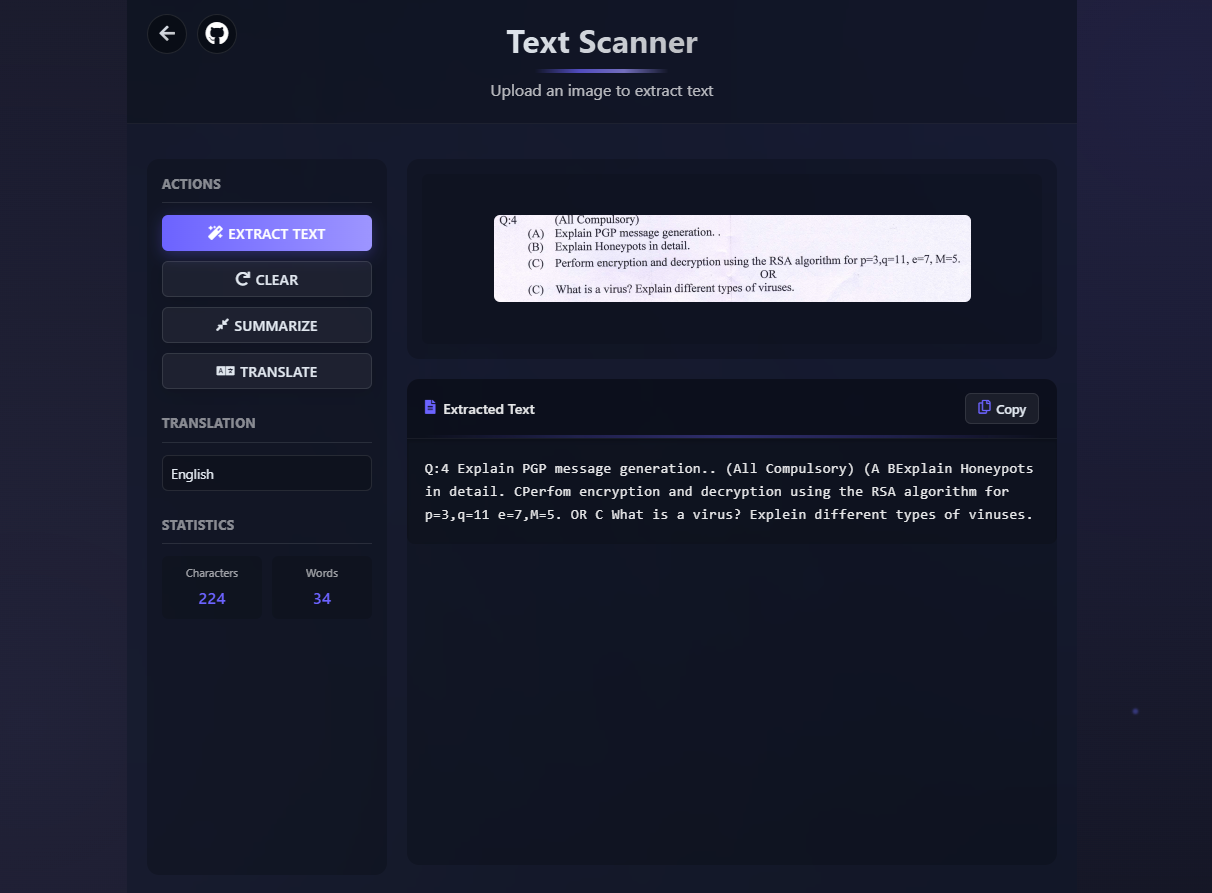 Text Scanner
Upload an image to extract text
ACTIONS
EXTRACT TEXT
CLEAR
SUMMARIZE
TRANSLATE
TRANSLATION
English
STATISTICS
Characters
224
Words
34
Q:4 (All Compulsory)
(A) Explain PGP message generation. .
(B) Explain Honeypots in detail.
(C) Perform encryption and decryption using the RSA algorithm for p=3,q=11, e=7, M=5.
OR
(C) What is a virus? Explain different types of viruses.
Extracted Text
Copy
Q:4 Explain PGP message generation.. (All Compulsory) (A BExplain Honeypots
in detail. CPerfom encryption and decryption using the RSA algorithm for
p=3,q=11 e=7,M=5. OR C What is a virus? Explein different types of vinuses.